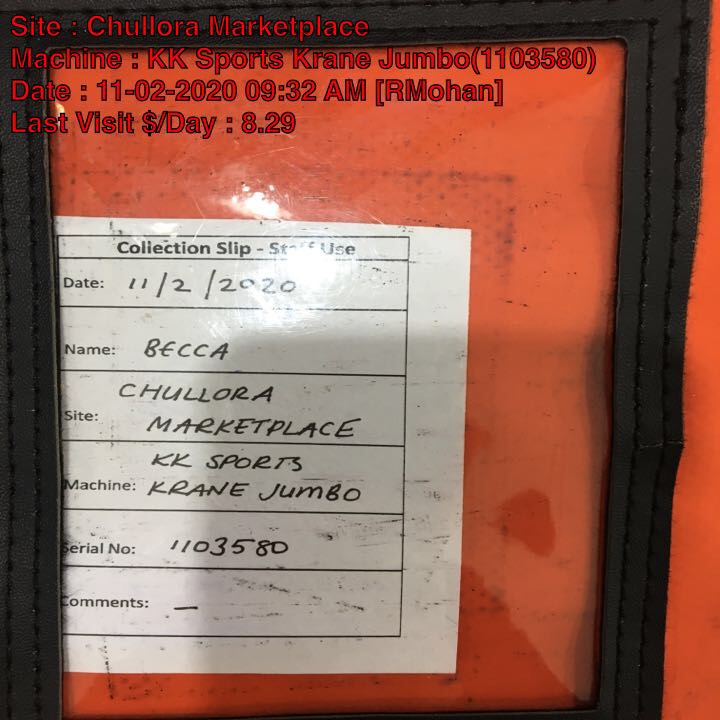 Site : Chullora Marketplace
Machine : KK Sports Krane Jumbo(1103580)
Date : 11-02-2020 09:32 AM [RMohan]
Last Visit $/Day : 8.29
Collection Slip - Staff Use
Date: 11/2/2020
Name: BECCA
CHULLORA
Site: MARKETPLACE
KK SPORTS
Machine: KRANE JUMBO
Serial No: 1103580
Comments: —